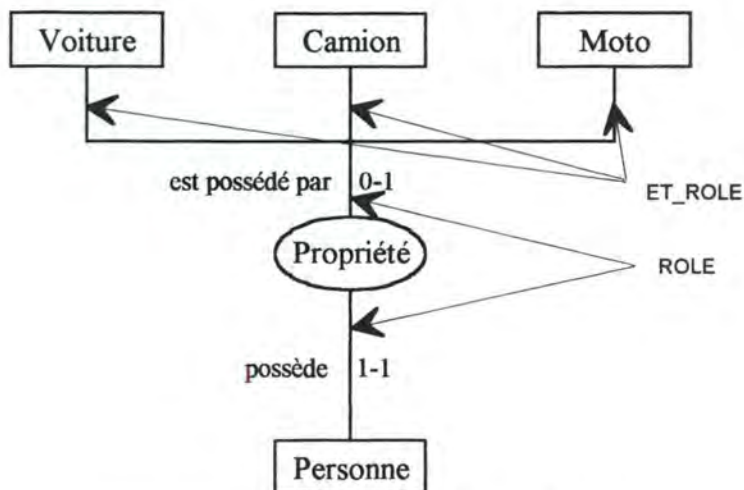 Voiture
Camion
Moto
est possédé par 0-1
ET_ROLE
Propriété
ROLE
possède 1-1
Personne